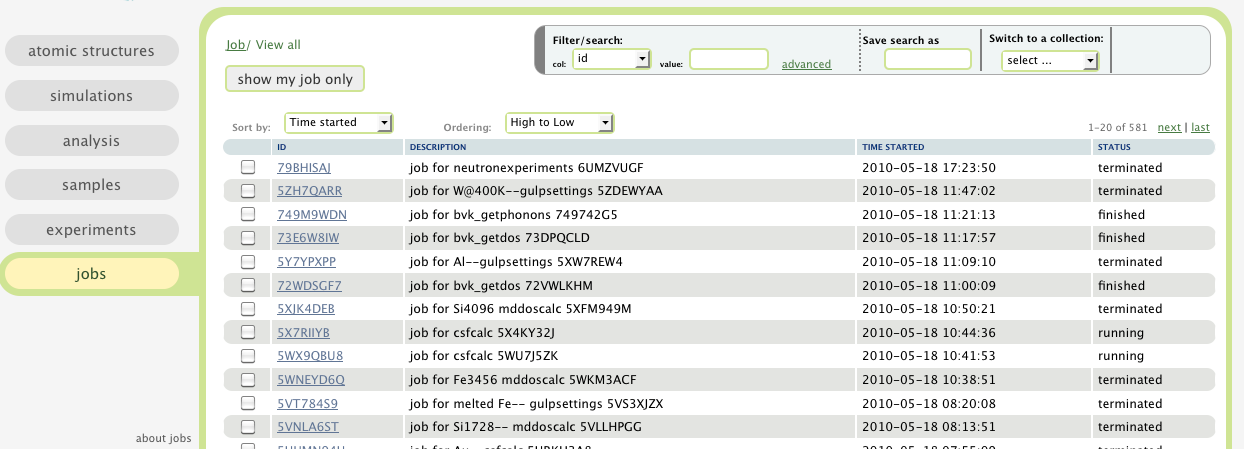 atomic structures
simulations
analysis
samples
experiments
jobs
about jobs
Job/ View all
show my job only
Filter/search:
col: id value: advanced
Save search as
Switch to a collection:
select ...
Sort by: Time started Ordering: High to Low
1-20 of 581 next | last
ID DESCRIPTION TIME STARTED STATUS
79BHISAJ job for neutronexperiments 6UMZVUGF 2010-05-18 17:23:50 terminated
5ZH7QARR job for W@400K--gulpsettings 5ZDEWYAA 2010-05-18 11:47:02 terminated
749M9WDN job for bvk_getphonons 749742G5 2010-05-18 11:21:13 finished
73E6W8IW job for bvk_getdos 73DPQCLD 2010-05-18 11:17:57 finished
5Y7YPXPP job for Al--gulpsettings 5XW7REW4 2010-05-18 11:09:10 terminated
72WDSGF7 job for bvk_getdos 72VWLKHM 2010-05-18 11:00:09 finished
5XJK4DEB job for Si4096 mddoscalc 5XFM949M 2010-05-18 10:50:21 terminated
5X7RIIYB job for csfcalc 5X4KY32J 2010-05-18 10:44:36 running
5WX9QBU8 job for csfcalc 5WU7J5ZK 2010-05-18 10:41:53 running
5WNEYD6Q job for Fe3456 mddoscalc 5WKM3ACF 2010-05-18 10:38:51 terminated
5VT784S9 job for melted Fe-- gulpsettings 5VS3XJZX 2010-05-18 08:20:08 terminated
5VNLA6ST job for Si1728-- mddoscalc 5VLLHPGG 2010-05-18 08:13:51 terminated